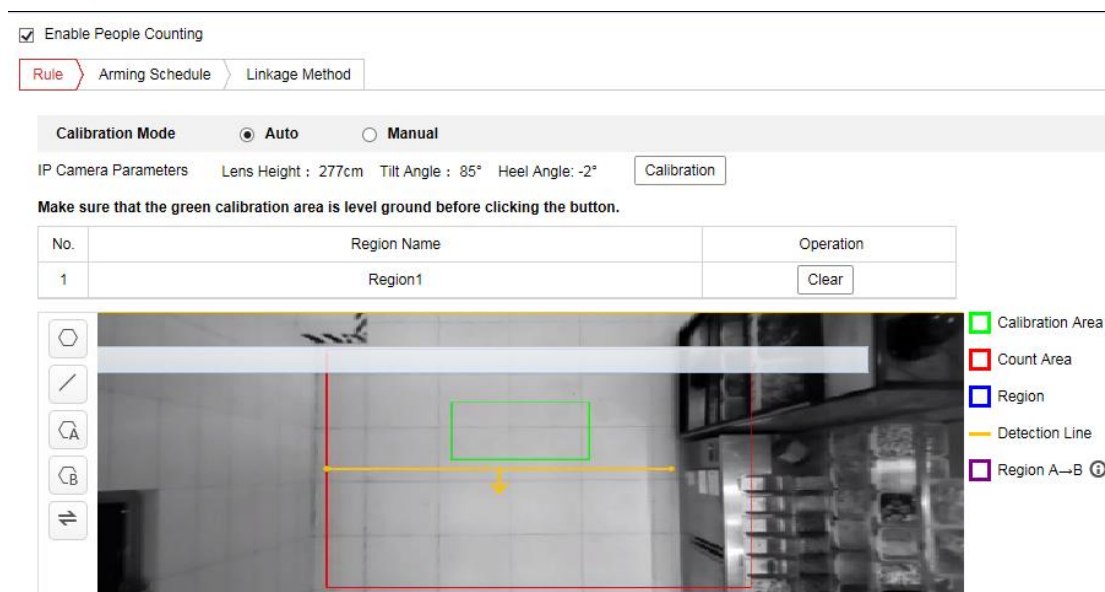 Enable People Counting
Rule Arming Schedule Linkage Method
Calibration Mode Auto Manual
IP Camera Parameters Lens Height : 277cm Tilt Angle : 85° Heel Angle: -2° Calibration
Make sure that the green calibration area is level ground before clicking the button.
No. Region Name Operation
1 Region1 Clear
Calibration Area
Count Area
Region
Detection Line
Region A→B
A
B